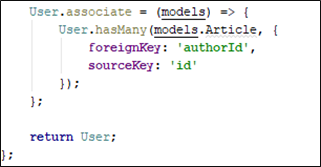 User.associate = (models) => {
User.hasMany(models.Article, {
foreignKey: 'authorId',
sourceKey: 'id'
});
};
return User;
};